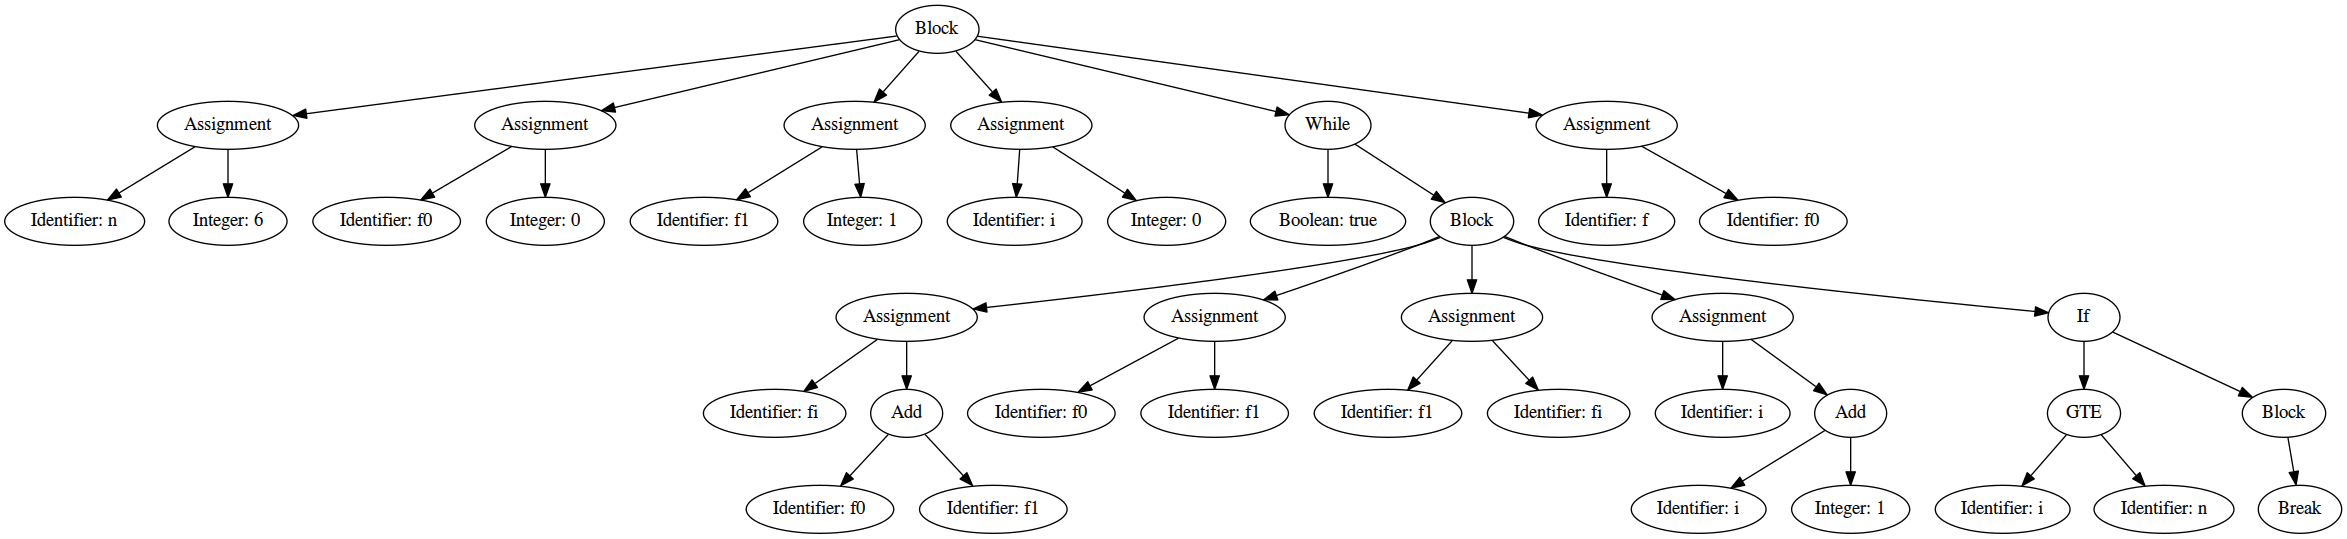 Block
Assignment
Assignment
Assignment
Assignment
While
Assignment
Identifier: n
Integer: 6
Identifier: f0
Integer: 0
Identifier: f1
Integer: 1
Identifier: i
Integer: 0
Boolean: true
Block
Identifier: f
Identifier: f0
Assignment
Assignment
Assignment
Assignment
If
Identifier: fi
Add
Identifier: f0
Identifier: f1
Identifier: f1
Identifier: fi
Identifier: i
Add
GTE
Block
Identifier: f0
Identifier: f1
Identifier: i
Integer: 1
Identifier: i
Identifier: n
Break